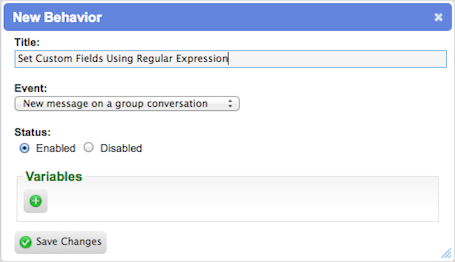 New Behavior
Title:
Set Custom Fields Using Regular Expression
Event:
New message on a group conversation
Status:
Enabled Disabled
Variables
Save Changes